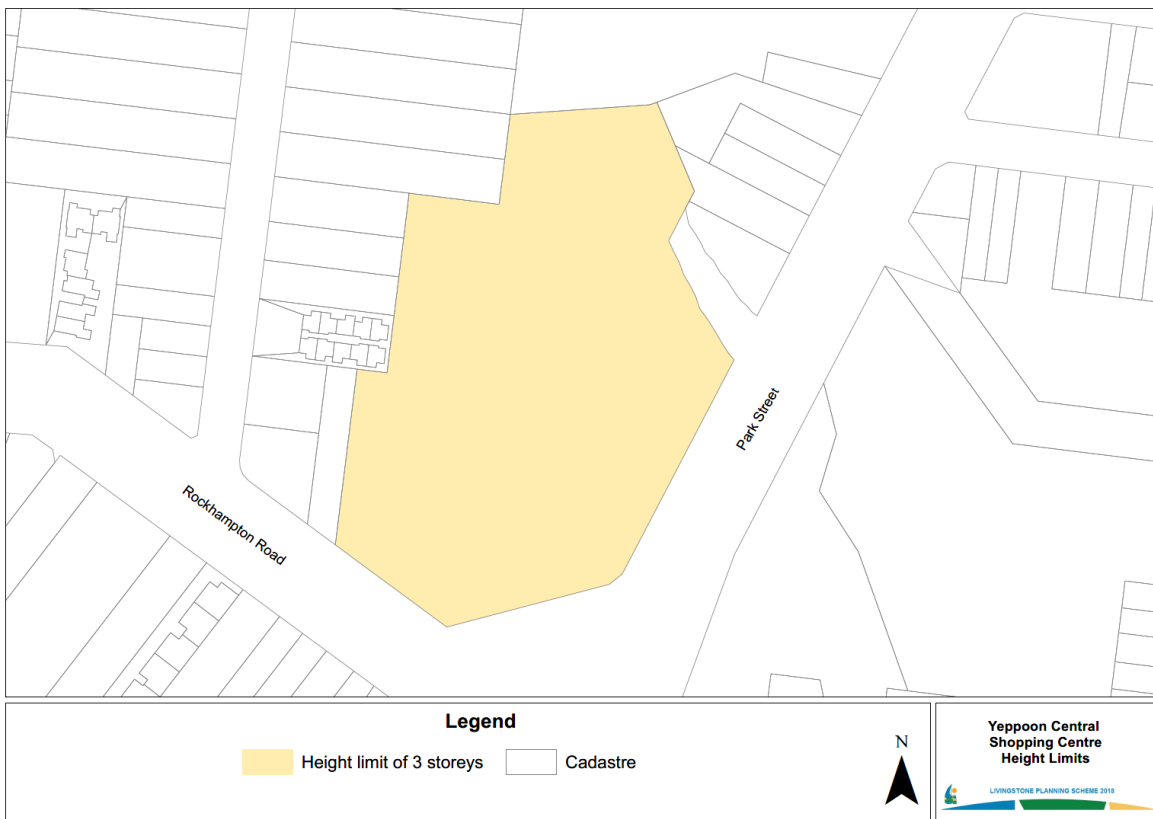 Park Street
Rockhampton Road
Legend
Height limit of 3 storeys
Cadastre
N
Yeppoon Central
Shopping Centre
Height Limits
LIVINGSTONE PLANNING SCHEME 2018